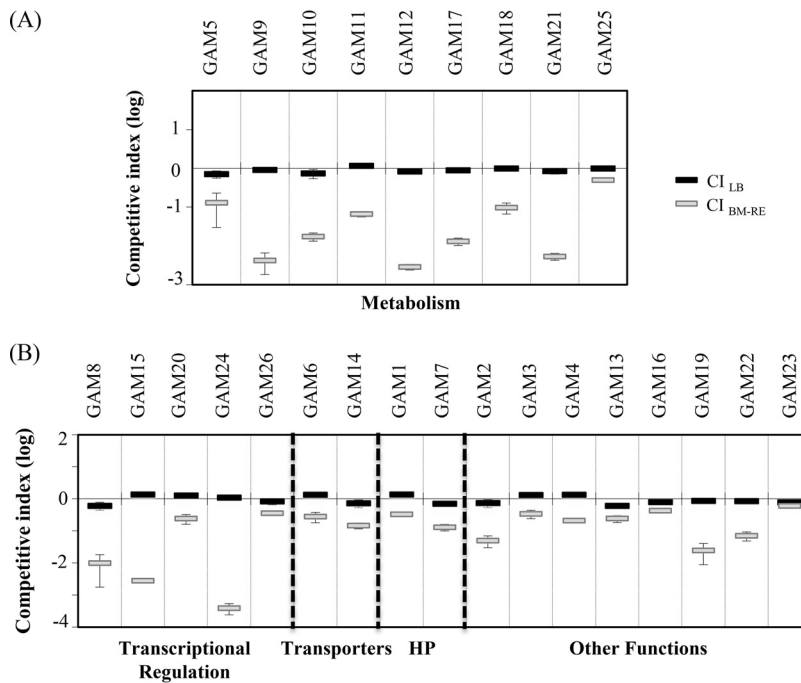 (A)
GAM5 GAM9 GAM10 GAM11 GAM12 GAM17 GAM18 GAM21 GAM25
Competitive index (log)
1
0
-1
-3
Metabolism
CI LB
CI BM-RE
(B)
GAM8 GAM15 GAM20 GAM24 GAM26 GAM6 GAM14 GAM1 GAM7 GAM2 GAM3 GAM4 GAM13 GAM16 GAM19 GAM22 GAM23
Competitive index (log)
2
0
-2
-4
Transcriptional Regulation
Transporters
HP
Other Functions